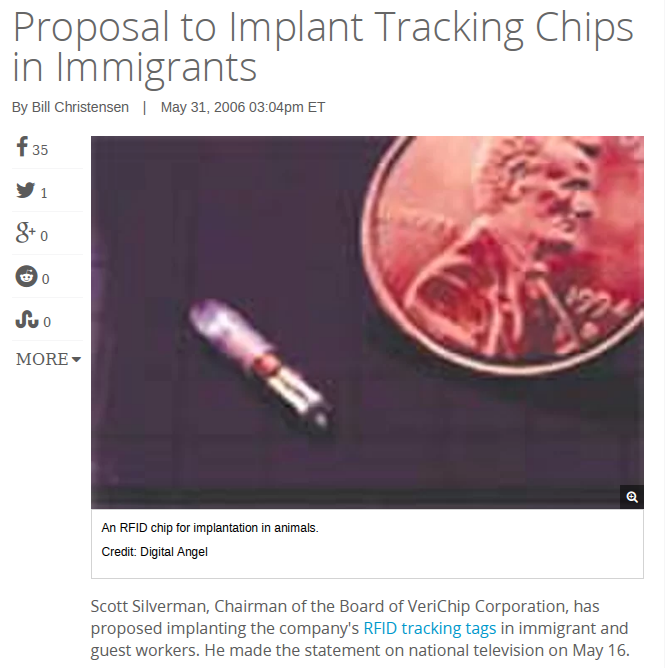 Proposal to Implant Tracking Chips
in Immigrants
By Bill Christensen | May 31, 2006 03:04pm ET
35
1
g+ 0
0
0
MORE
1994
An RFID chip for implantation in animals.
Credit: Digital Angel
Scott Silverman, Chairman of the Board of VeriChip Corporation, has
proposed implanting the company's RFID tracking tags in immigrant and
guest workers. He made the statement on national television on May 16.